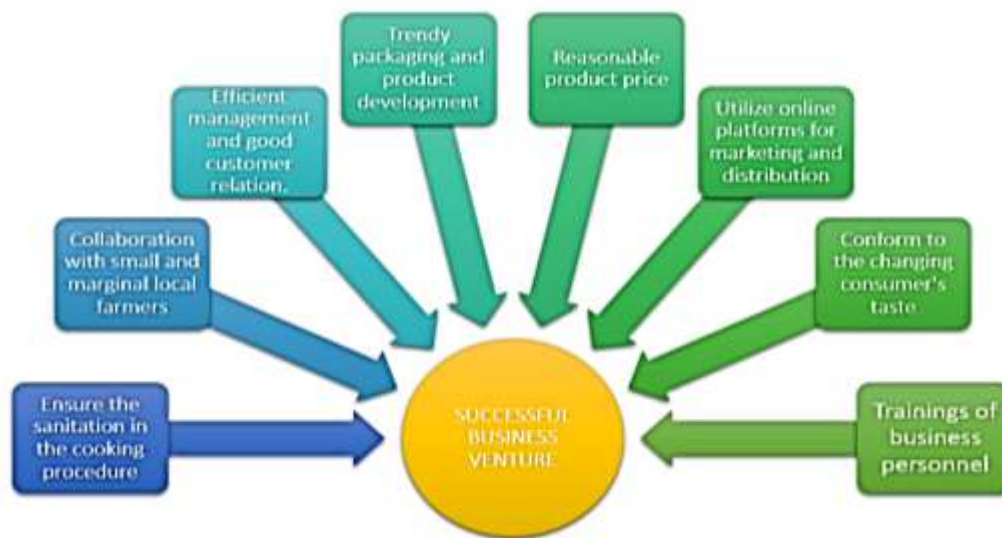 Trendy
packaging and
product
development
Reasonable
product price
Efficient
management
and good
customer
relation.
Utilize online
platforms for
marketing and
distribution
Collaboration
with small and
marginal local
farmers
Conform to
the changing
consumer's
taste
Ensure the
sanitation in
the cooking
procedure
SUCCESSFUL
BUSINESS
VENTURE
Trainings of
business
personnel